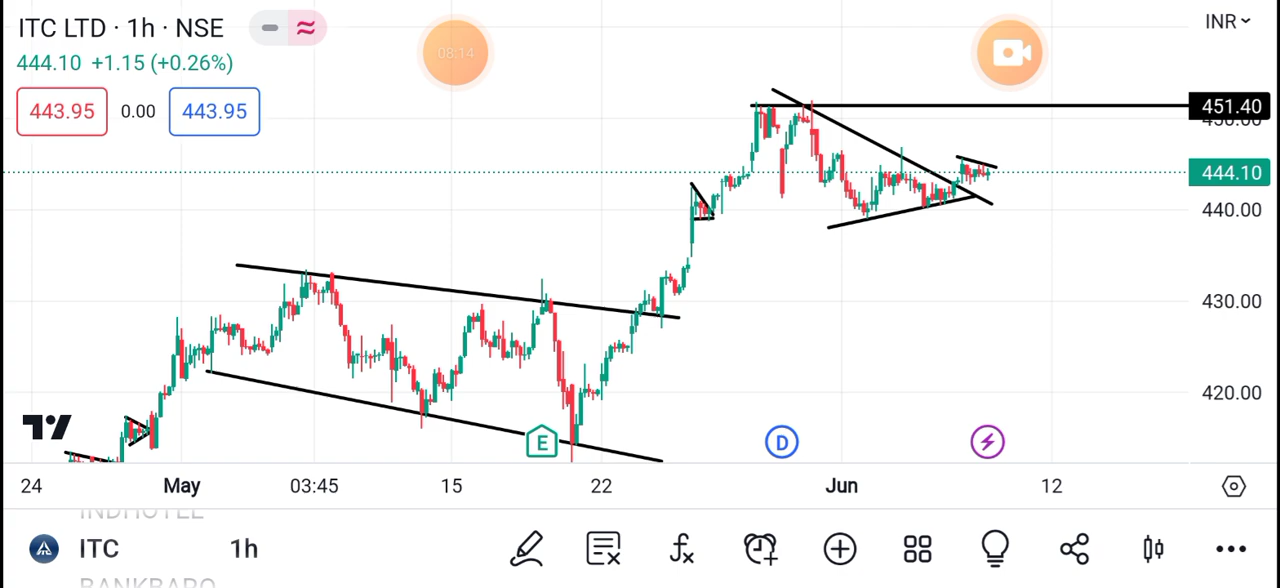 ITC LTD · 1h · NSE
INR
444.10 +1.15 (+0.26%)
08:14
443.95 0.00 443.95
451.40
450.00
444.10
440.00
430.00
420.00
E
D
24 May 03:45 15 22 Jun 12
INDHOTEL
ITC 1h
BANKBARO